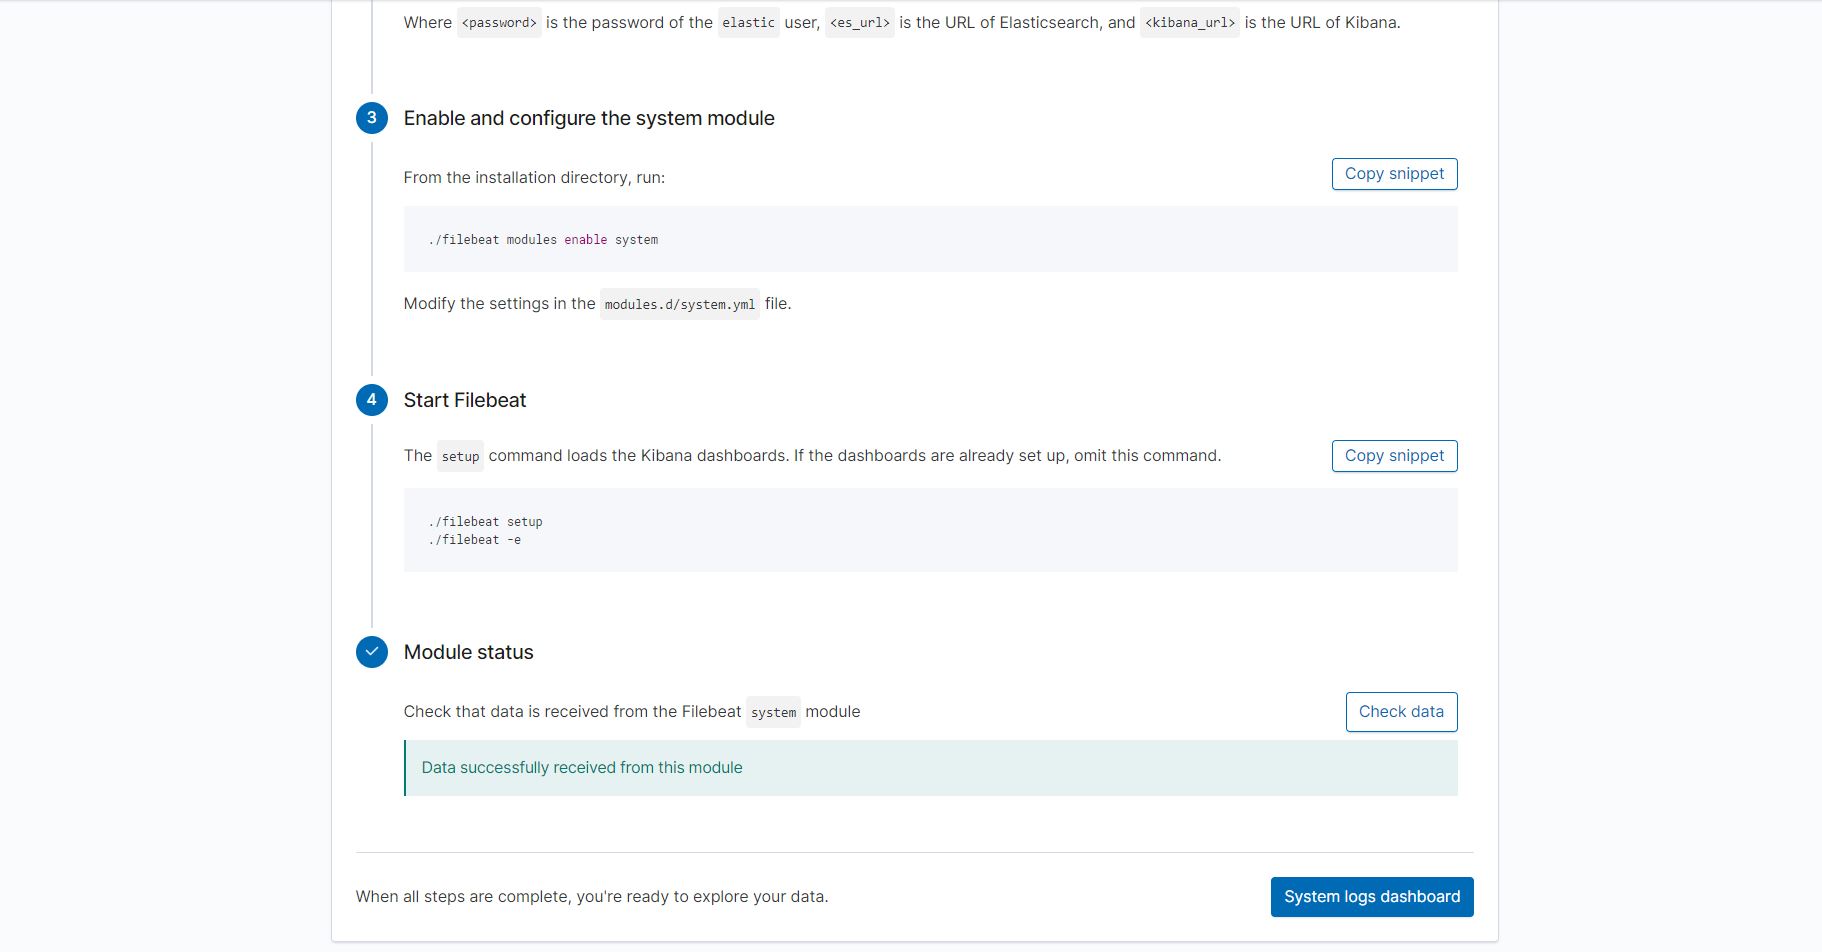 Where <password> is the password of the elastic user, <es_url> is the URL of Elasticsearch, and <kibana_url> is the URL of Kibana.
3 Enable and configure the system module
From the installation directory, run:
Copy snippet
./filebeat modules enable system
Modify the settings in the modules.d/system.yml file.
4 Start Filebeat
The setup command loads the Kibana dashboards. If the dashboards are already set up, omit this command.
Copy snippet
./filebeat setup
./filebeat -e
Module status
Check that data is received from the Filebeat system module
Check data
Data successfully received from this module
When all steps are complete, you're ready to explore your data.
System logs dashboard